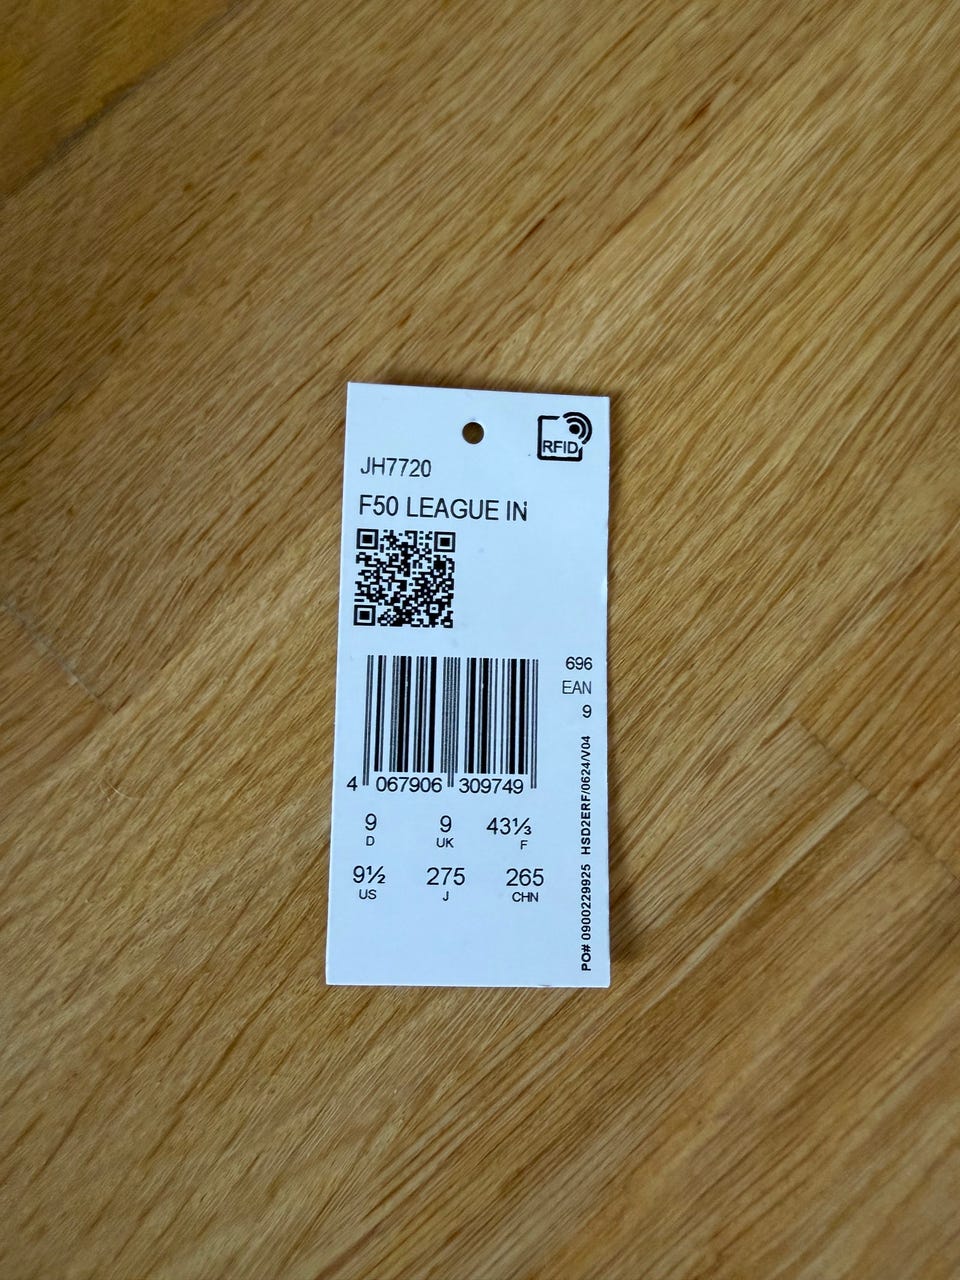 RFID
JH7720
F50 LEAGUE IN
696
EAN
9
4 067906 309749
9 9 43⅓
D UK F
9½ 275 265
US J CHN
PO# 0900229925 HSD2ERF/0624/V04